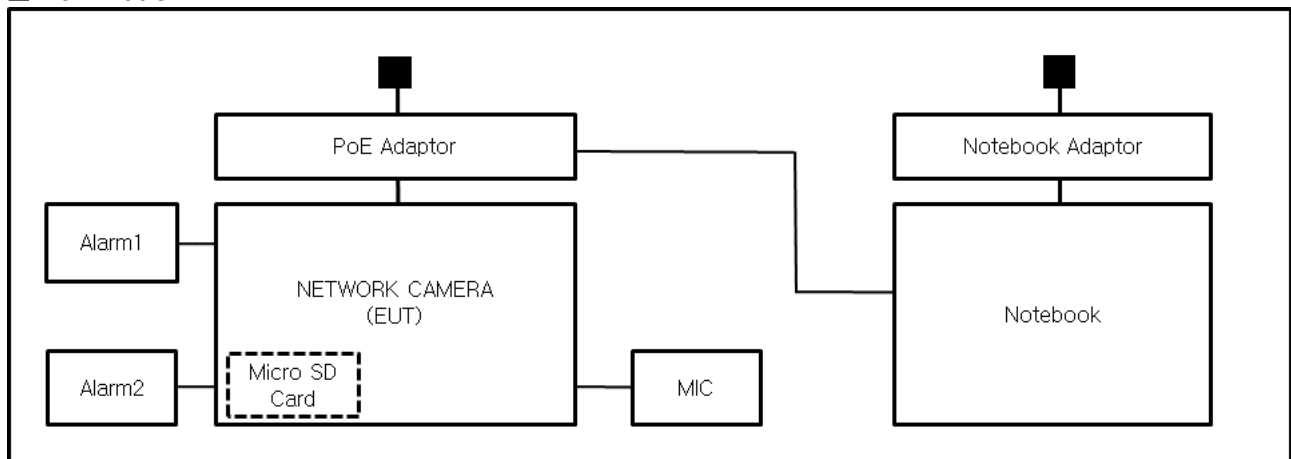 PoE Adaptor
Notebook Adaptor
Alarm1
NETWORK CAMERA
(EUT)
Notebook
Alarm2
Micro SD
Card
MIC